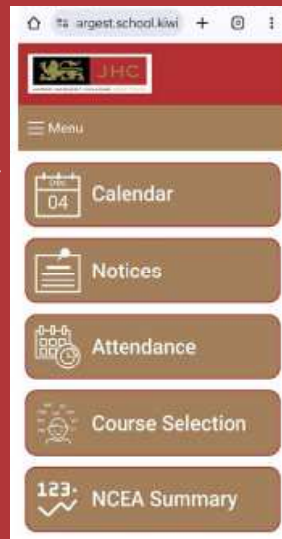 argest.school.kiwi
JHC
Menu
DEC
04
Calendar
Notices
Attendance
Course Selection
123
NCEA Summary